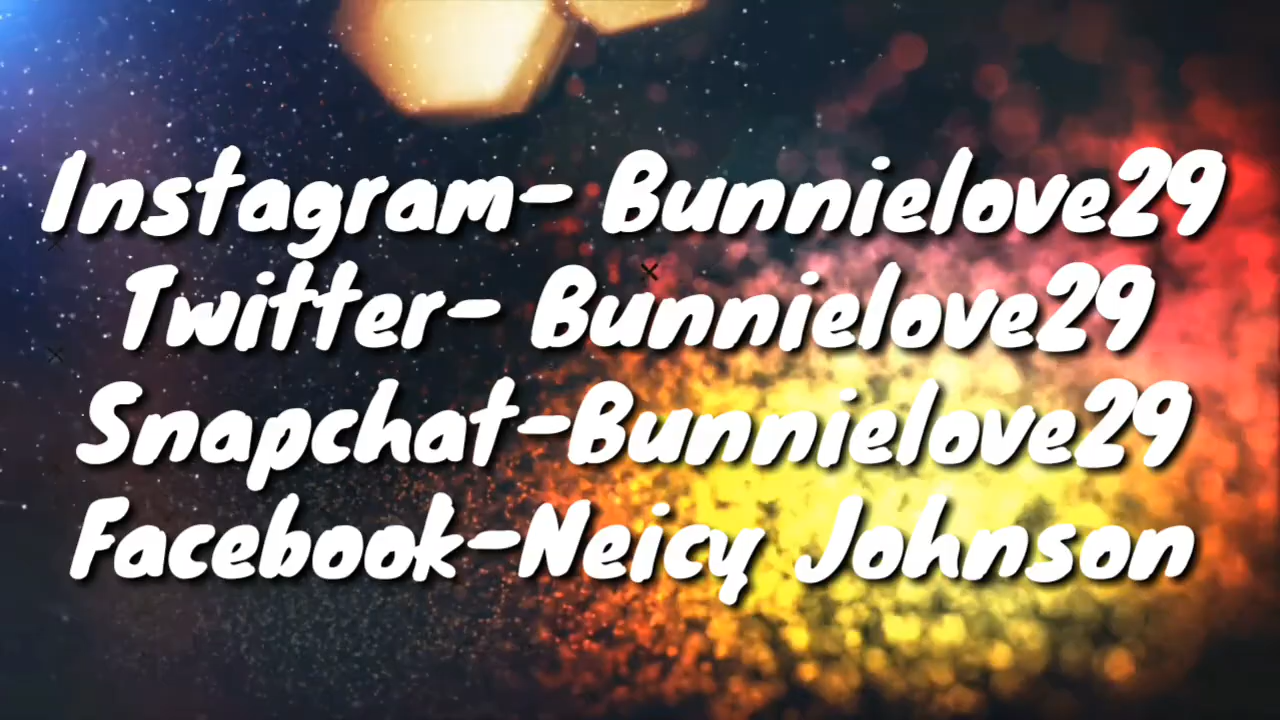 Instagram- Bunnielove29
Twitter- Bunnielove29
Snapchat-Bunnielove29
Facebook-Neicy Johnson